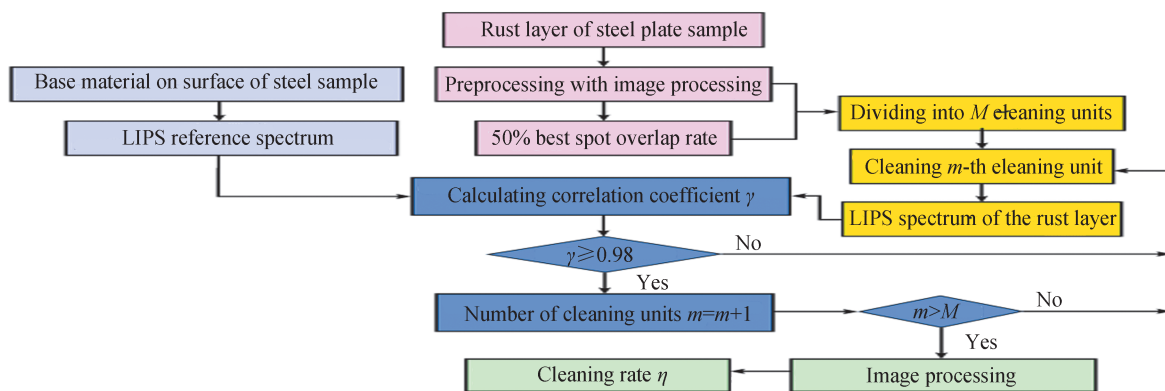 Rust layer of steel plate sample
Base material on surface of steel sample
Preprocessing with image processing
Dividing into M cleaning units
LIPS reference spectrum
50% best spot overlap rate
Cleaning m-th eleaning unit
Calculating correlation coefficient γ
LIPS spectrum of the rust layer
γ≥0.98
No
Yes
Number of cleaning units m=m+1
m>M
No
Yes
Cleaning rate η
Image processing